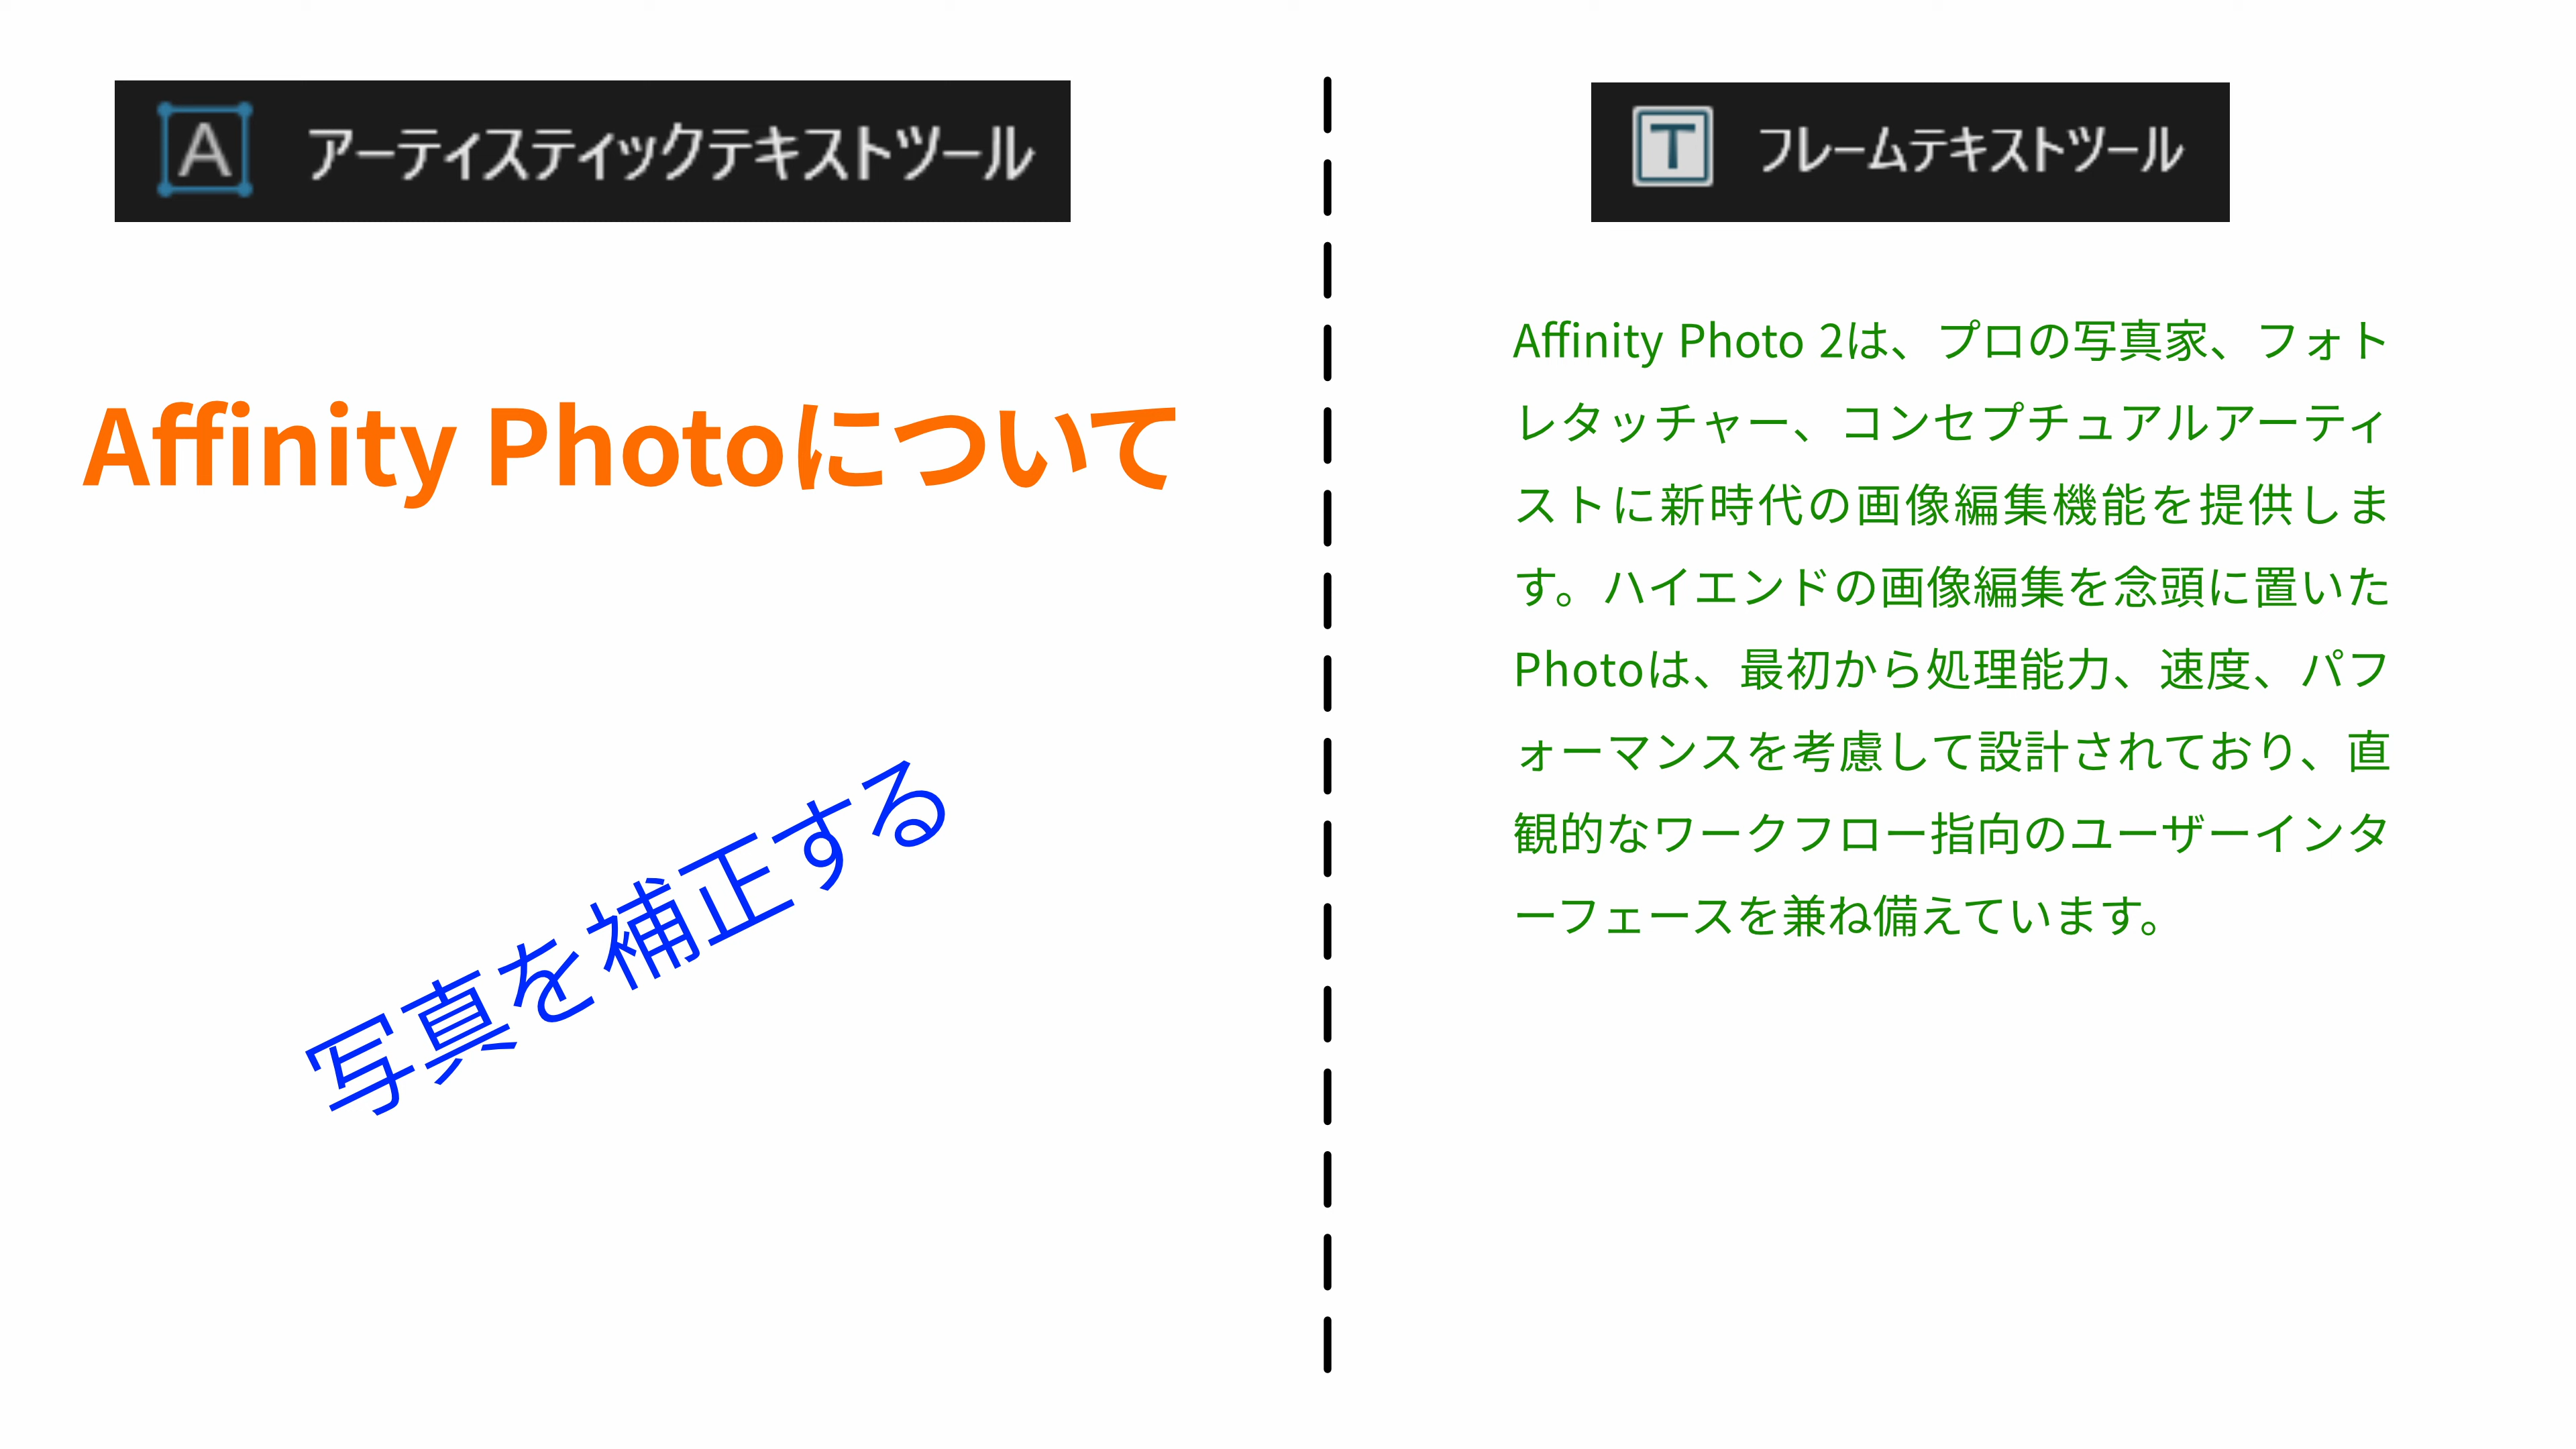 A アーティスティックテキストツール
Affinity Photoについて
写真を補正する
T フレームテキストツール
Affinity Photo 2は、プロの写真家、フォト
レタッチャー、コンセプチュアルアーティ
ストに新時代の画像編集機能を提供しま
す。ハイエンドの画像編集を念頭に置いた
Photoは、最初から処理能力、速度、パフ
ォーマンスを考慮して設計されており、直
観的なワークフロー指向のユーザーインタ
ーフェースを兼ね備えています。